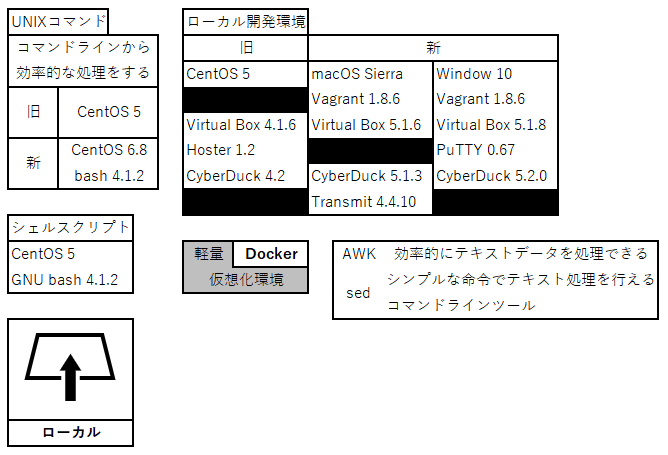 UNIXコマンド
コマンドラインから
効率的な処理をする
旧 CentOS 5
新 CentOS 6.8
bash 4.1.2
シェルスクリプト
CentOS 5
GNU bash 4.1.2
ローカル
ローカル開発環境
旧 新
CentOS 5 macOS Sierra Window 10
Vagrant 1.8.6 Vagrant 1.8.6
Virtual Box 4.1.6 Virtual Box 5.1.6 Virtual Box 5.1.8
Hoster 1.2 PuTTY 0.67
CyberDuck 4.2 CyberDuck 5.1.3 CyberDuck 5.2.0
Transmit 4.4.10
軽量 Docker
仮想化環境
AWK 効率的にテキストデータを処理できる
sed シンプルな命令でテキスト処理を行える
コマンドラインツール